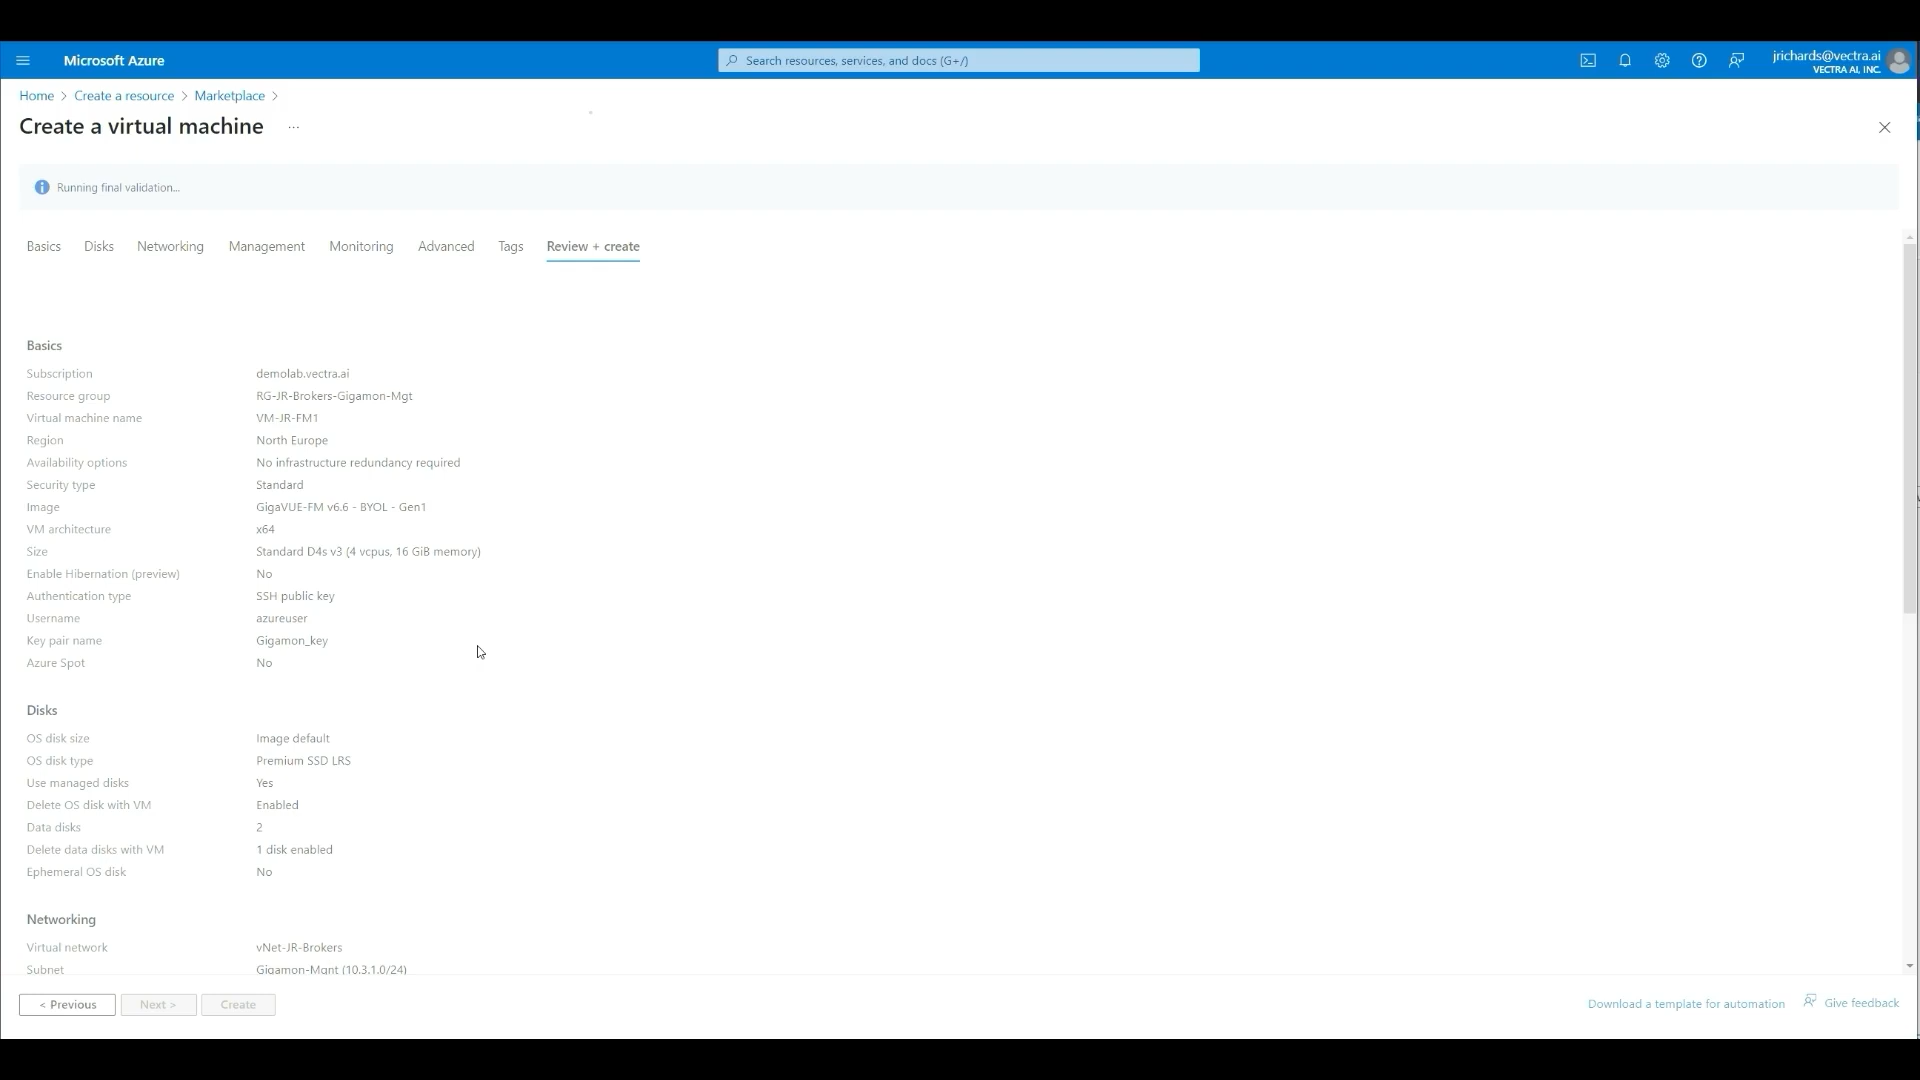 Microsoft Azure
Search resources, services, and docs (G+/)
jrichards@vectra.ai
VECTRA AI, INC.
Home > Create a resource > Marketplace >
Create a virtual machine ...
Running final validation...
Basics Disks Networking Management Monitoring Advanced Tags Review + create
Basics
Subscription demolab.vectra.ai
Resource group RG-JR-Brokers-Gigamon-Mgt
Virtual machine name VM-JR-FM1
Region North Europe
Availability options No infrastructure redundancy required
Security type Standard
Image GigaVUE-FM v6.6 - BYOL - Gen1
VM architecture x64
Size Standard D4s v3 (4 vcpus, 16 GiB memory)
Enable Hibernation (preview) No
Authentication type SSH public key
Username azureuser
Key pair name Gigamon_key
Azure Spot No
Disks
OS disk size Image default
OS disk type Premium SSD LRS
Use managed disks Yes
Delete OS disk with VM Enabled
Data disks 2
Delete data disks with VM 1 disk enabled
Ephemeral OS disk No
Networking
Virtual network vNet-JR-Brokers
Subnet Gigamon-Mgnt (10.3.1.0/24)
< Previous Next > Create Download a template for automation Give feedback